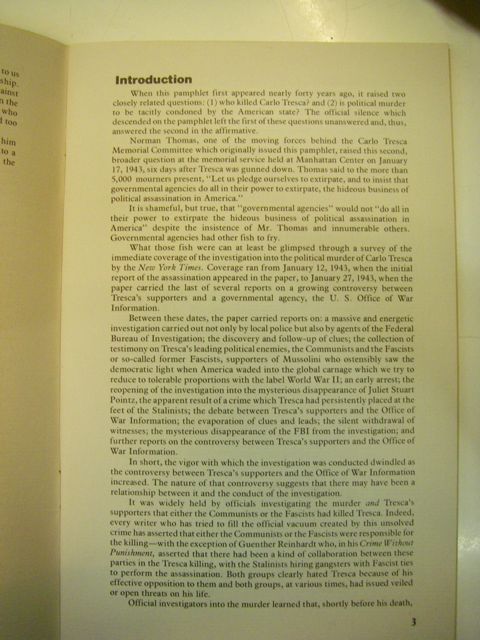 to us
ship.
ainst
n the
who
d too
him
to a
the
Introduction
When this pamphlet first appeared nearly forty years ago, it raised two
closely related questions: (1) who killed Carlo Tresca? and (2) is political murder
to be tacitly condoned by the American state? The official silence which
descended on the pamphlet left the first of these questions unanswered and, thus,
answered the second in the affirmative.
Norman Thomas, one of the moving forces behind the Carlo Tresca
Memorial Committee which originally issued this pamphlet, raised this second,
broader question at the memorial service held at Manhattan Center on January
17, 1943, six days after Tresca was gunned down. Thomas said to the more than
5,000 mourners present, "Let us pledge ourselves to extirpate, and to insist that
governmental agencies do all in their power to extirpate, the hideous business of
political assassination in America."
It is shameful, but true, that "governmental agencies" would not "do all in
their power to extirpate the hideous business of political assassination in
America" despite the insistence of Mr. Thomas and innumerable others.
Governmental agencies had other fish to fry.
What those fish were can at least be glimpsed through a survey of the
immediate coverage of the investigation into the political murder of Carlo Tresca
by the New York Times. Coverage ran from January 12, 1943, when the initial
report of the assassination appeared in the paper, to January 27, 1943, when the
paper carried the last of several reports on a growing controversy between
Tresca's supporters and a governmental agency, the U. S. Office of War
Information.
Between these dates, the paper carried reports on: a massive and energetic
investigation carried out not only by local police but also by agents of the Federal
Bureau of Investigation; the discovery and follow-up of clues; the collection of
testimony on Tresca's leading political enemies, the Communists and the Fascists
or so-called former Fascists, supporters of Mussolini who ostensibly saw the
democratic light when America waded into the global carnage which we try to
reduce to tolerable proportions with the label World War II; an early arrest; the
reopening of the investigation into the mysterious disappearance of Juliet Stuart
Pointz, the apparent result of a crime which Tresca had persistently placed at the
feet of the Stalinists; the debate between Tresca's supporters and the Office of
War Information; the evaporation of clues and leads; the silent withdrawal of
witnesses; the mysterious disappearance of the FBI from the investigation; and
further reports on the controversy between Tresca's supporters and the Office of
War Information.
In short, the vigor with which the investigation was conducted dwindled as
the controversy between Tresca's supporters and the Office of War Information
increased. The nature of that controversy suggests that there may have been a
relationship between it and the conduct of the investigation.
It was widely held by officials investigating the murder and Tresca's
supporters that either the Communists or the Fascists had killed Tresca. Indeed,
every writer who has tried to fill the official vacuum created by this unsolved
crime has asserted that either the Communists or the Fascists were responsible for
the killing—with the exception of Guenther Reinhardt who, in his Crime Without
Punishment, asserted that there had been a kind of collaboration between these
parties in the Tresca killing, with the Stalinists hiring gangsters with Fascist ties
to perform the assassination. Both groups clearly hated Tresca because of his
effective opposition to them and both groups, at various times, had issued veiled
or open threats on his life.
Official investigators into the murder learned that, shortly before his death,
3